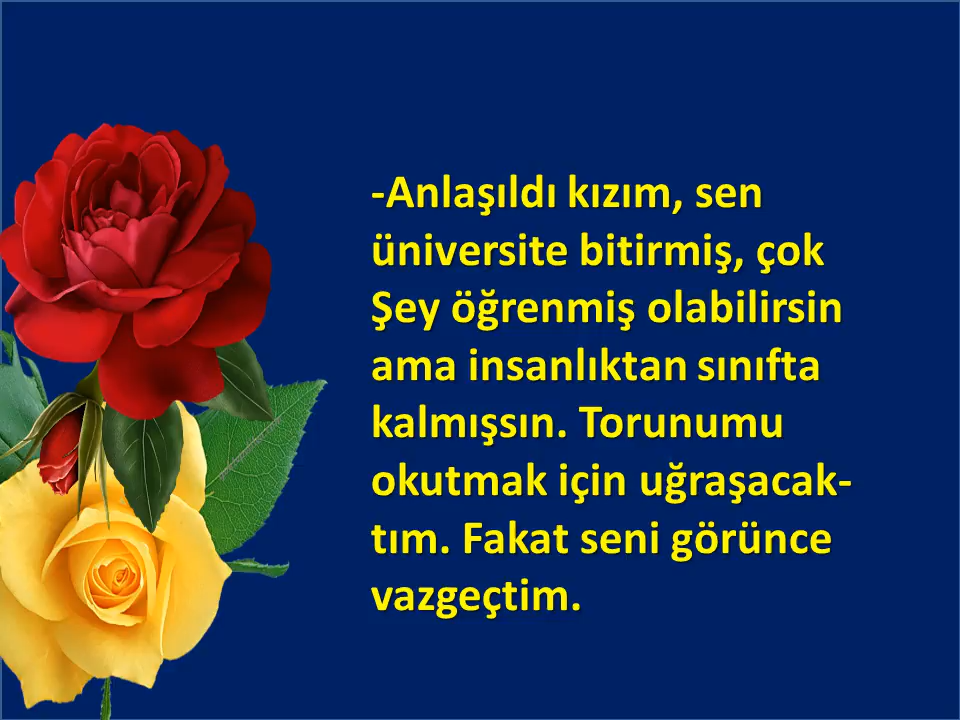 -Anlaşıldı kızım, sen
üniversite bitirmiş, çok
Şey öğrenmiş olabilirsin
ama insanlıktan sınıfta
kalmışsın. Torunumu
okutmak için uğraşacak-
tım. Fakat seni görünce
vazgeçtim.